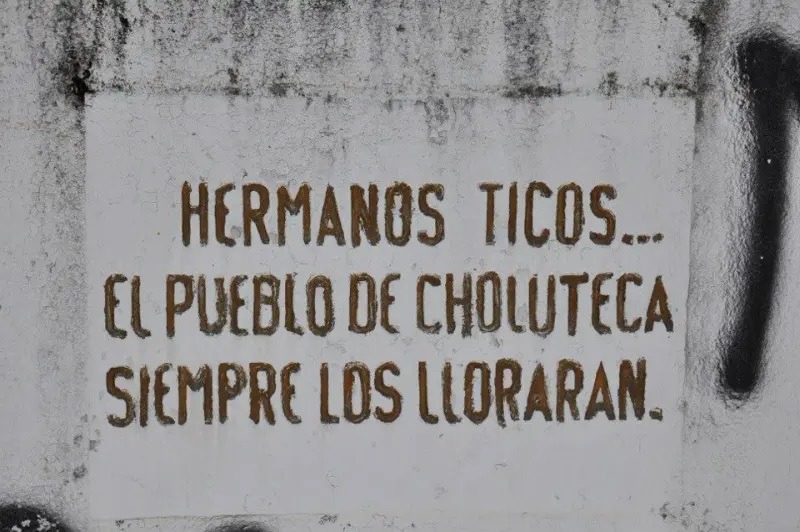 HERMANOS TICOS...
EL PUEBLO DE CHOLUTECA
SIEMPRE LOS LLORARAN.